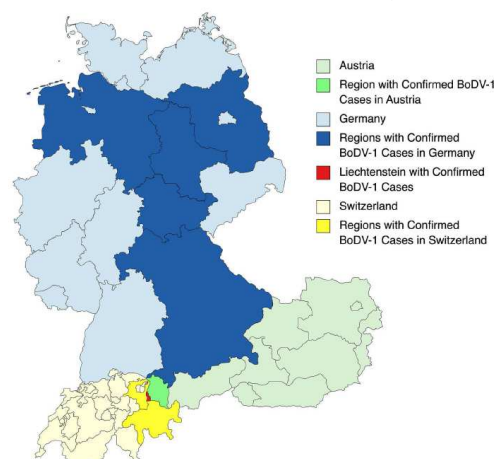 Austria
Region with Confirmed BoDV-1
Cases in Austria
Germany
Regions with Confirmed
BoDV-1 Cases in Germany
Liechtenstein with Confirmed
BoDV-1 Cases
Switzerland
Regions with Confirmed
BoDV-1 Cases in Switzerland